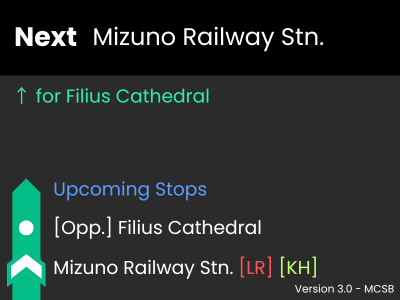 Next Mizuno Railway Stn.
↑ for Filius Cathedral
Upcoming Stops
[Opp.] Filius Cathedral
Mizuno Railway Stn. [LR] [KH]
Version 3.0 - MCSB